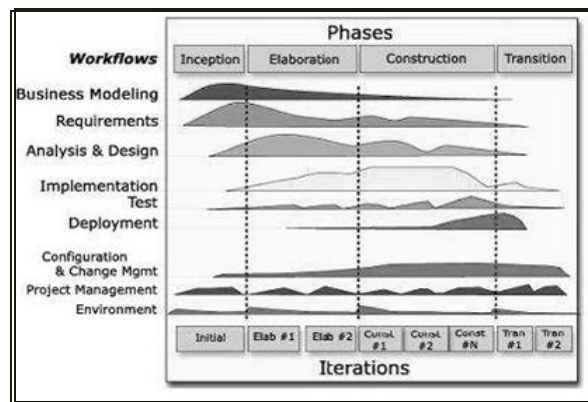 Phases
Workflows Inception Elaboration Construction Transition
Business Modeling
Requirements
Analysis & Design
Implementation
Test
Deployment
Configuration
& Change Mgmt
Project Management
Environment
Initial Elab #1 Elab #2 Const #1 Const #2 Const #N Tran #1 Tran #2
Iterations